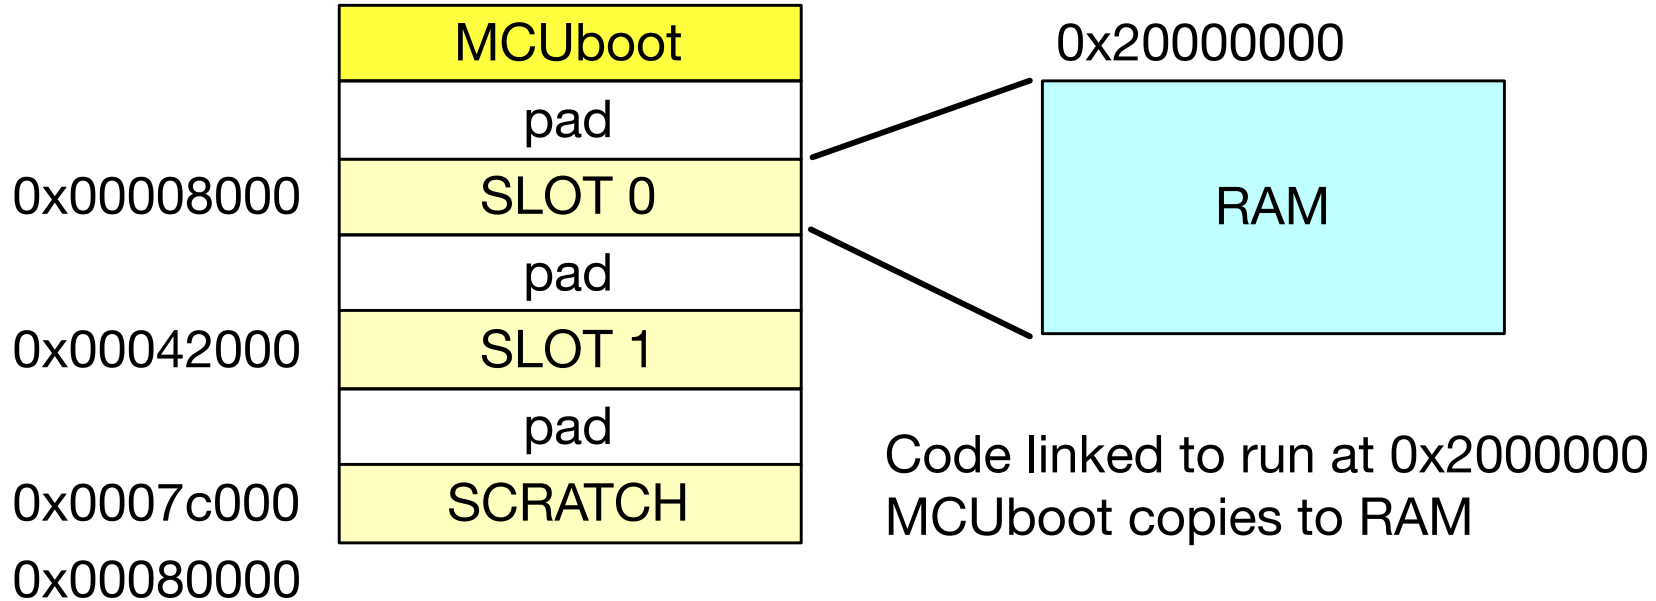 MCUboot
0x20000000
pad
0x00008000
SLOT 0
RAM
pad
0x00042000
SLOT 1
pad
Code linked to run at 0x2000000
0x0007c000
SCRATCH
MCUboot copies to RAM
0x00080000